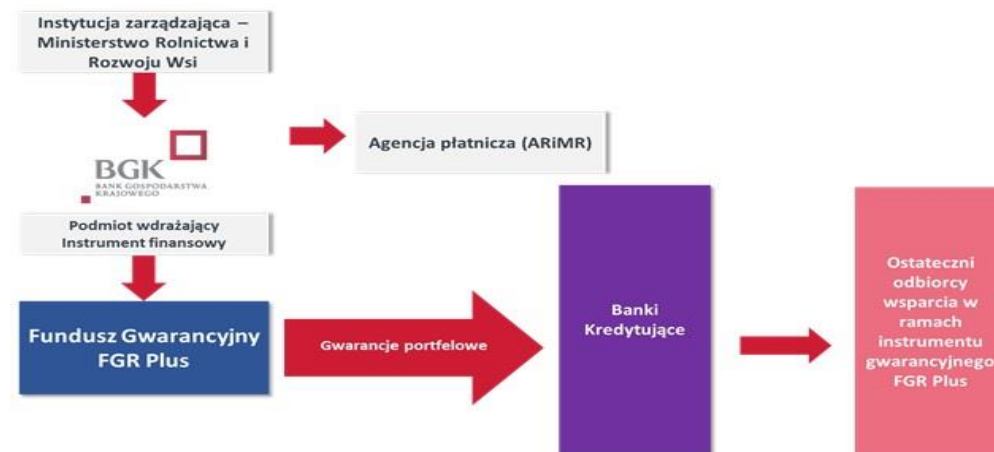 Instytucja zarządzająca –
Ministerstwo Rolnictwa i
Rozwoju Wsi
Agencja płatnicza (ARiMR)
BGK
BANK GOSPODARSTWA
KRAJOWEGO
Podmiot wdrażający
Instrument finansowy
Fundusz Gwarancyjny
FGR Plus
Gwarancje portfelowe
Banki
Kredytujące
Ostateczni
odbiorcy
wsparcia w
ramach
instrumentu
gwarancyjnego
FGR Plus